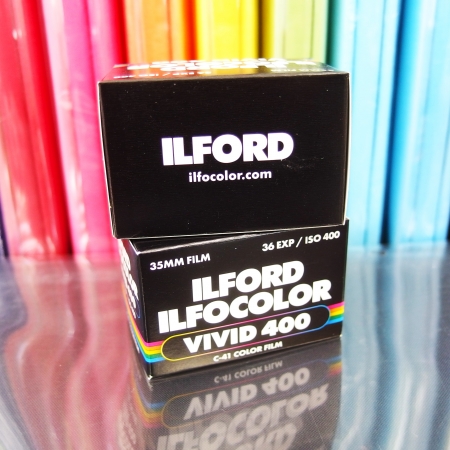 ILFORD
ilfocolor.com
35MM FILM
36 EXP / ISO 400
ILFORD
ILFOCOLOR
VIVID 400
C-41 COLOR FILM